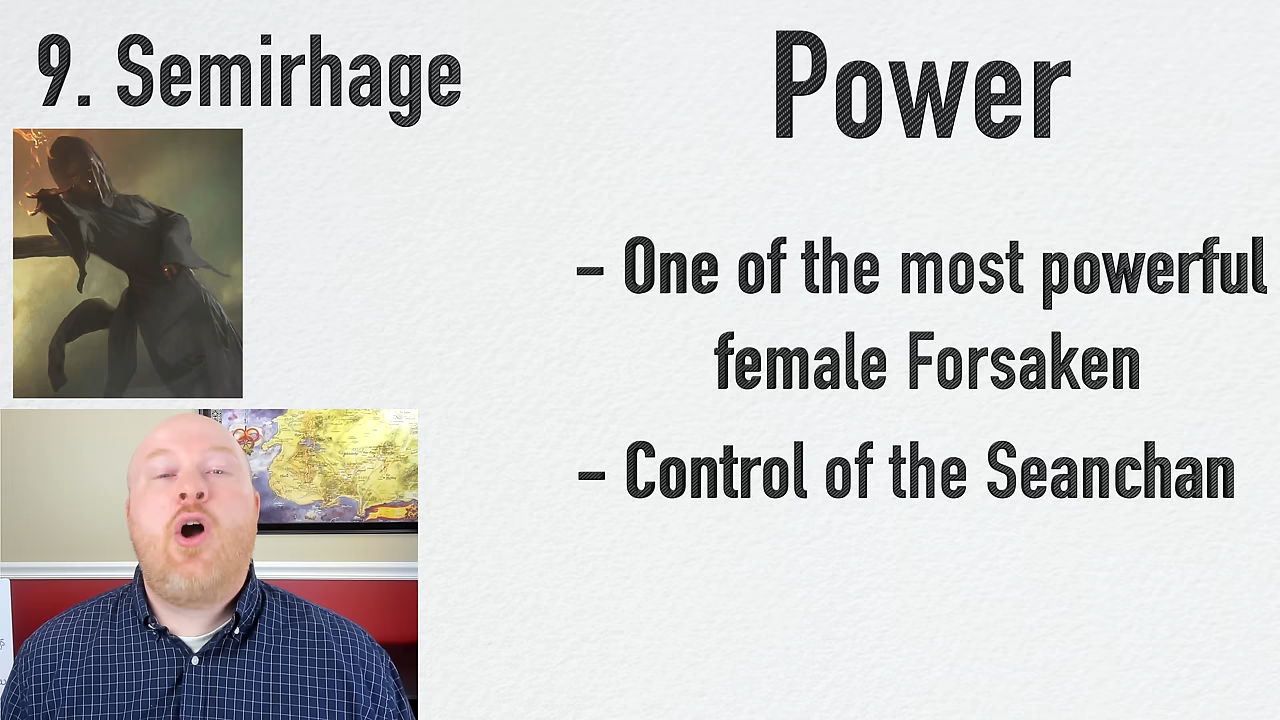 9. Semirhage
Power
– One of the most powerful
female Forsaken
– Control of the Seanchan